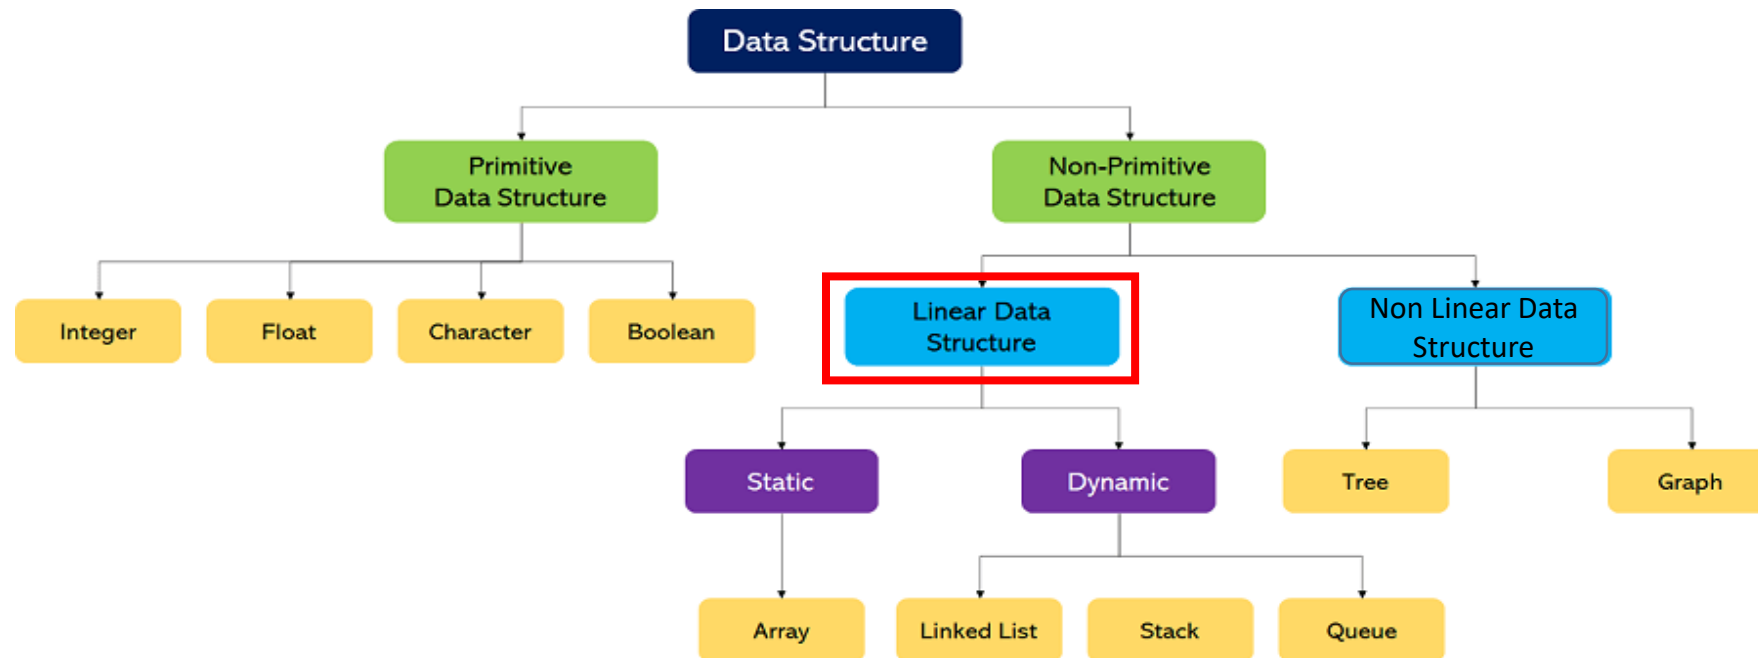 Data Structure
Primitive
Data Structure
Non-Primitive
Data Structure
Integer
Float
Character
Boolean
Linear Data
Structure
Non Linear Data
Structure
Static
Dynamic
Tree
Graph
Array
Linked List
Stack
Queue